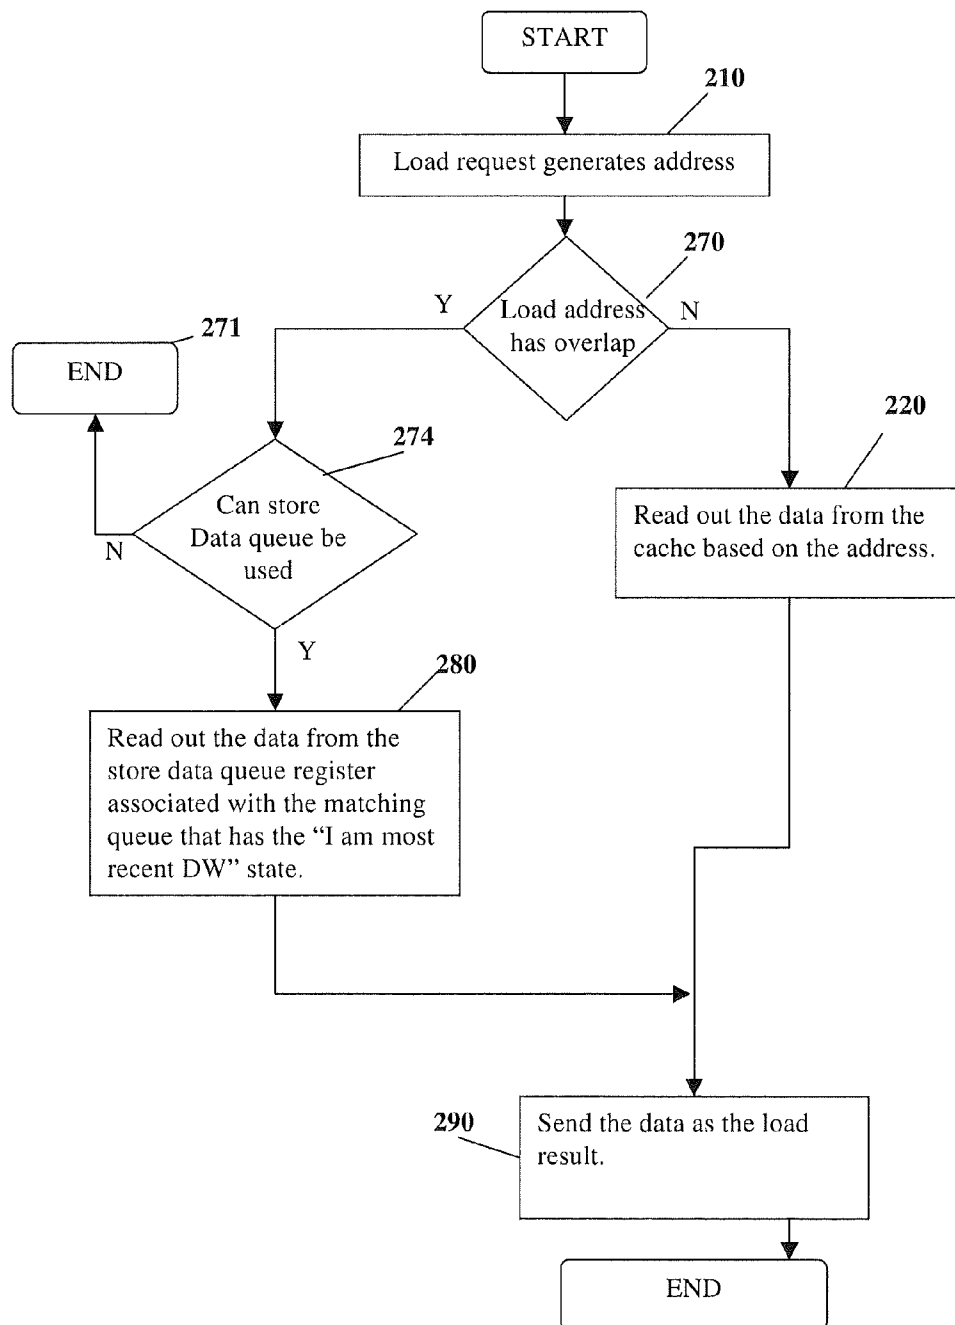 START
210
Load request generates address
270
Y
Load address
has overlap
N
271
END
274
220
Can store
Data queue be
used
N
Read out the data from the
cache based on the address.
Y
280
Read out the data from the
store data queue register
associated with the matching
queue that has the “I am most
recent DW” state.
290
Send the data as the load
result.
END